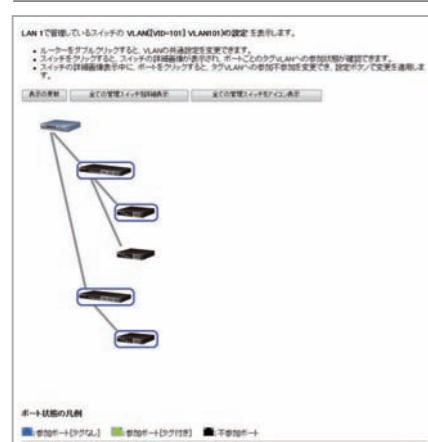 LAN 1で管理しているスイッチの VLAN([VID=101] VLAN101)の設定 を表示します。
ルーターをダブルクリックすると、VLANの共通設定を変更できます。
スイッチをクリックすると、スイッチの詳細画像が表示され、ポートごとのタグVLANへの参加状態が確認できます。
スイッチの詳細画像表示中に、ポートをクリックすると、タグVLANへの参加不参加を変更でき、設定ボタンで変更を適用しま
す。
表示の更新 全ての管理スイッチを詳細表示 全ての管理スイッチをアイコン表示
ポート状態の凡例
:参加ポート[タグなし] :参加ポート[タグ付き] :不参加ポート